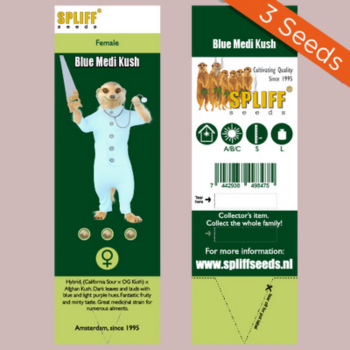 SPLIFF®
seeds
Female
Blue Medi Kush
Hybrid, (California Sour x OG Kush) x
Afghan Kush. Dark leaves and buds with
blue and light purple hues. Fantastic fruity
and minty taste. Great medicinal strain for
numerous ailments.
Amsterdam, since 1995
3 Seeds
Blue Medi Kush
Cultivating Quality
Since 1995
SPLIFF®
seeds
A/B/C S L
7 442938 498475
Tear
here
Collector's item.
Collect the whole family!
For more information:
www.spliffseeds.nl